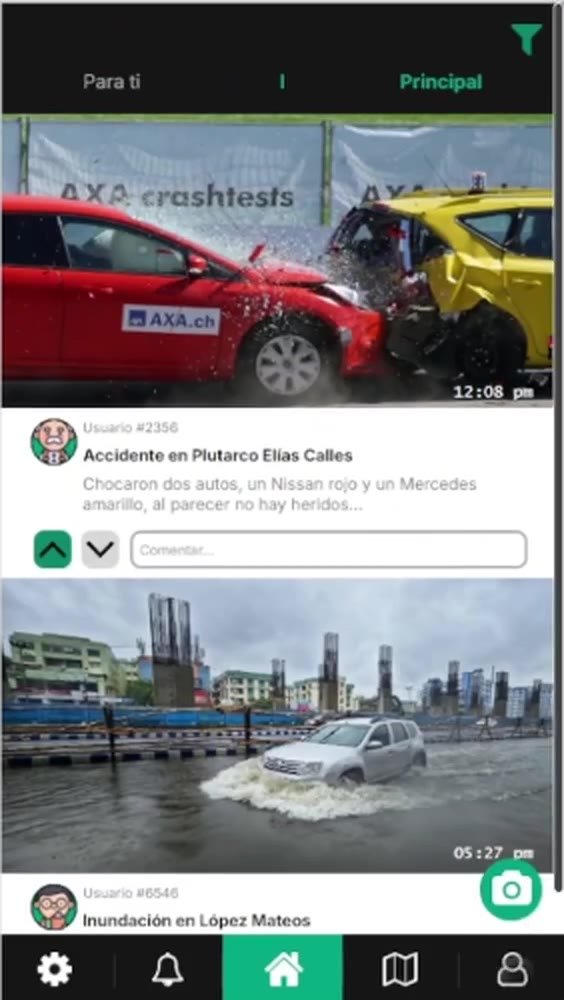 Para ti | Principal
AXA crashtests
AXA
AXA.ch
12:08 pm
Usuario #2356
Accidente en Plutarco Elías Calles
Chocaron dos autos, un Nissan rojo y un Mercedes
amarillo, al parecer no hay heridos...
Comentar...
05:27 pm
Usuario #6546
Inundación en López Mateos